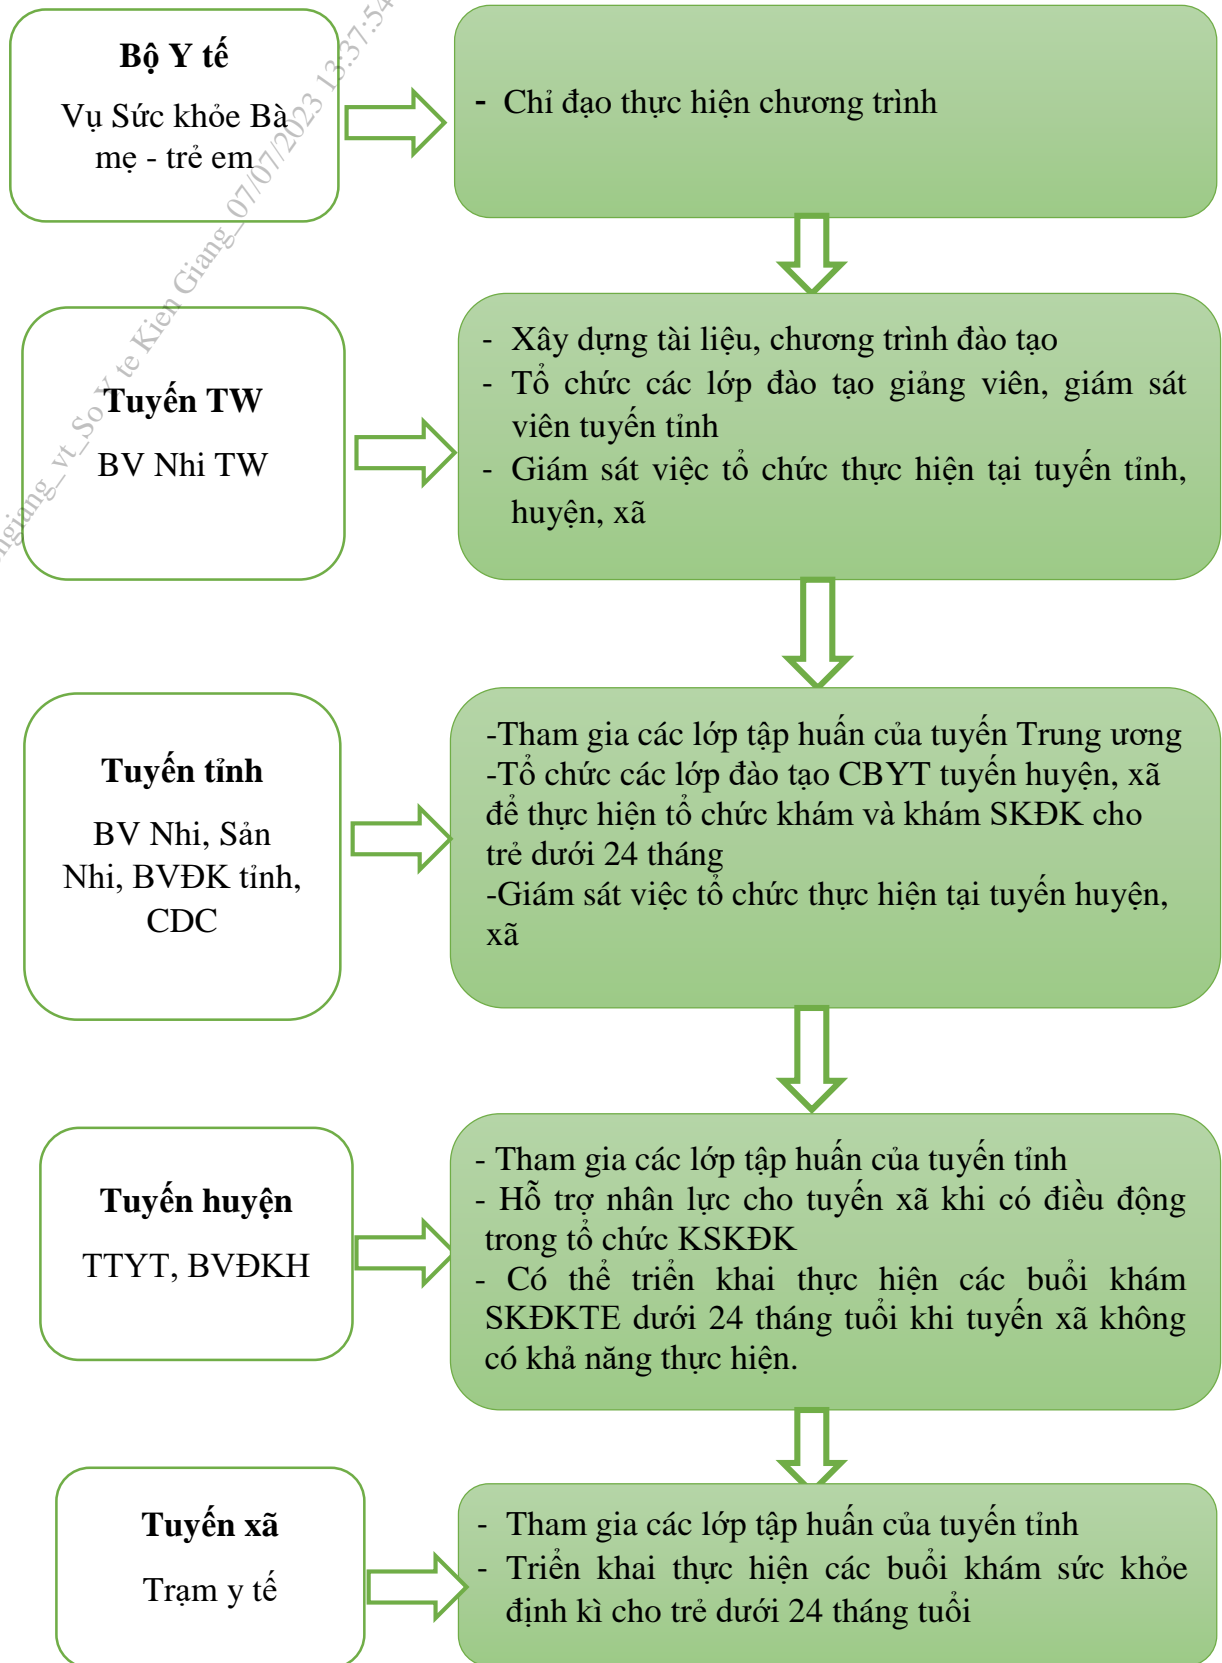 Bộ Y tế
Vụ Sức khỏe Bà
mẹ - trẻ em
- Chỉ đạo thực hiện chương trình
Tuyến TW
BV Nhi TW
- Xây dựng tài liệu, chương trình đào tạo
- Tổ chức các lớp đào tạo giảng viên, giám sát
viên tuyến tỉnh
- Giám sát việc tổ chức thực hiện tại tuyến tỉnh,
huyện, xã
Tuyến tỉnh
BV Nhi, Sản
Nhi, BVĐK tỉnh,
CDC
-Tham gia các lớp tập huấn của tuyến Trung ương
-Tổ chức các lớp đào tạo CBYT tuyến huyện, xã
để thực hiện tổ chức khám và khám SKĐK cho
trẻ dưới 24 tháng
-Giám sát việc tổ chức thực hiện tại tuyến huyện,
xã
Tuyến huyện
TTYT, BVĐKH
- Tham gia các lớp tập huấn của tuyến tỉnh
- Hỗ trợ nhân lực cho tuyến xã khi có điều động
trong tổ chức KSKĐK
- Có thể triển khai thực hiện các buổi khám
SKĐKTE dưới 24 tháng tuổi khi tuyến xã không
có khả năng thực hiện.
Tuyến xã
Trạm y tế
- Tham gia các lớp tập huấn của tuyến tỉnh
- Triển khai thực hiện các buổi khám sức khỏe
định kì cho trẻ dưới 24 tháng tuổi
ngiang_vt_So Y te Kien Giang_07/07/2023 13:37:54